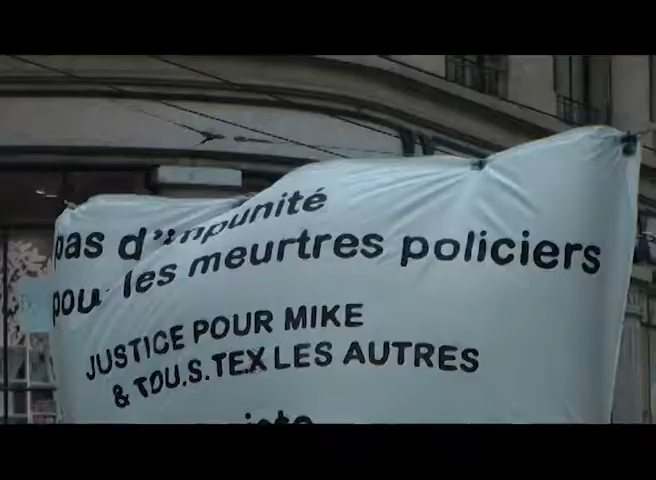 pas d'impunité
pour les meurtres policiers
JUSTICE POUR MIKE
& TOU.S.TEX LES AUTRES